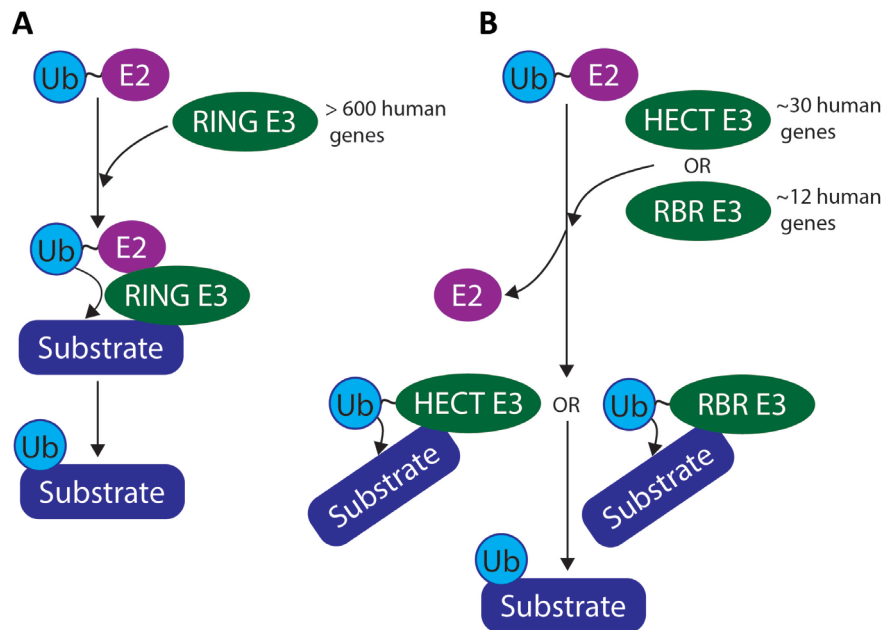 A
Ub
E2
RING E3
> 600 human
genes
Ub
E2
RING E3
Substrate
Ub
Substrate
B
Ub
E2
HECT E3
~30 human
genes
OR
RBR E3
~12 human
genes
E2
Ub
HECT E3
OR
Ub
RBR E3
Substrate
Substrate
Ub
Substrate